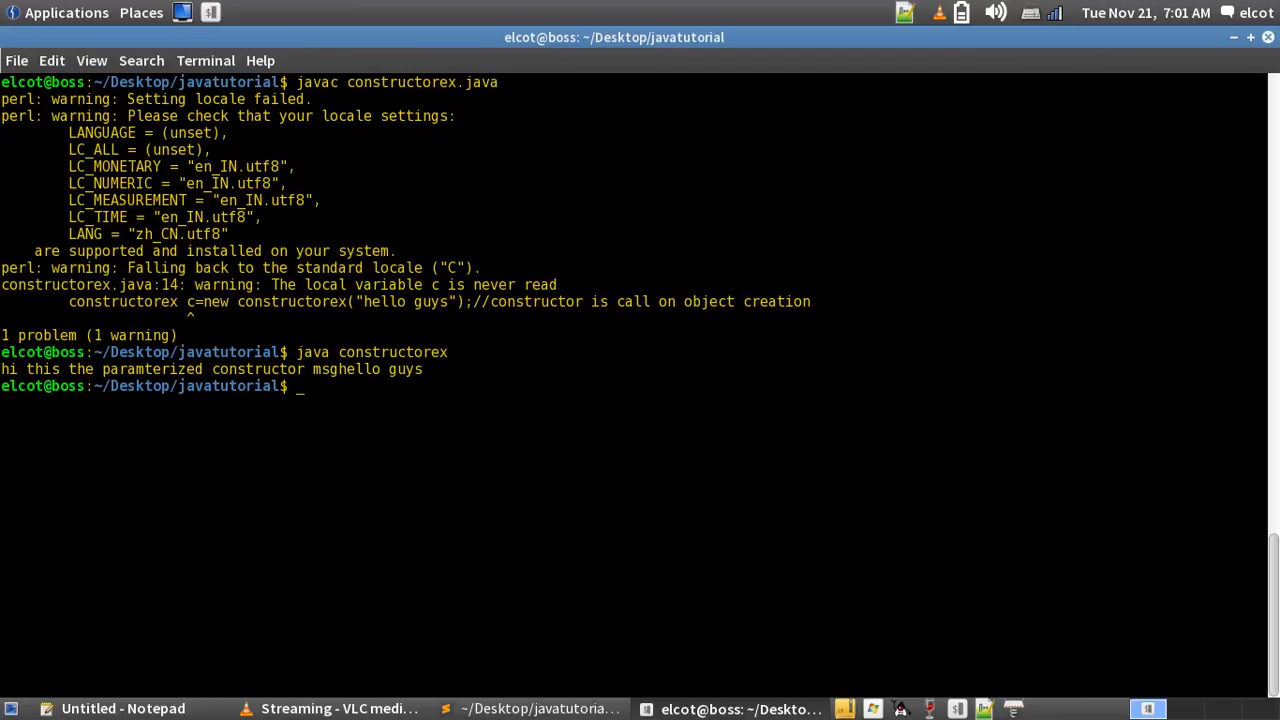 Applications Places Tue Nov 21, 7:01 AM elcot
elcot@boss: ~/Desktop/javatutorial
File Edit View Search Terminal Help
elcot@boss:~/Desktop/javatutorial$ javac constructorex.java
perl: warning: Setting locale failed.
perl: warning: Please check that your locale settings:
LANGUAGE = (unset),
LC_ALL = (unset),
LC_MONETARY = "en_IN.utf8",
LC_NUMERIC = "en_IN.utf8",
LC_MEASUREMENT = "en_IN.utf8",
LC_TIME = "en_IN.utf8",
LANG = "zh_CN.utf8"
are supported and installed on your system.
perl: warning: Falling back to the standard locale ("C").
constructorex.java:14: warning: The local variable c is never read
constructorex c=new constructorex("hello guys");//constructor is call on object creation
^
1 problem (1 warning)
elcot@boss:~/Desktop/javatutorial$ java constructorex
hi this the paramterized constructor msghello guys
elcot@boss:~/Desktop/javatutorial$ _
Untitled - Notepad Streaming - VLC medi... ~/Desktop/javatutoria... elcot@boss: ~/Deskto...